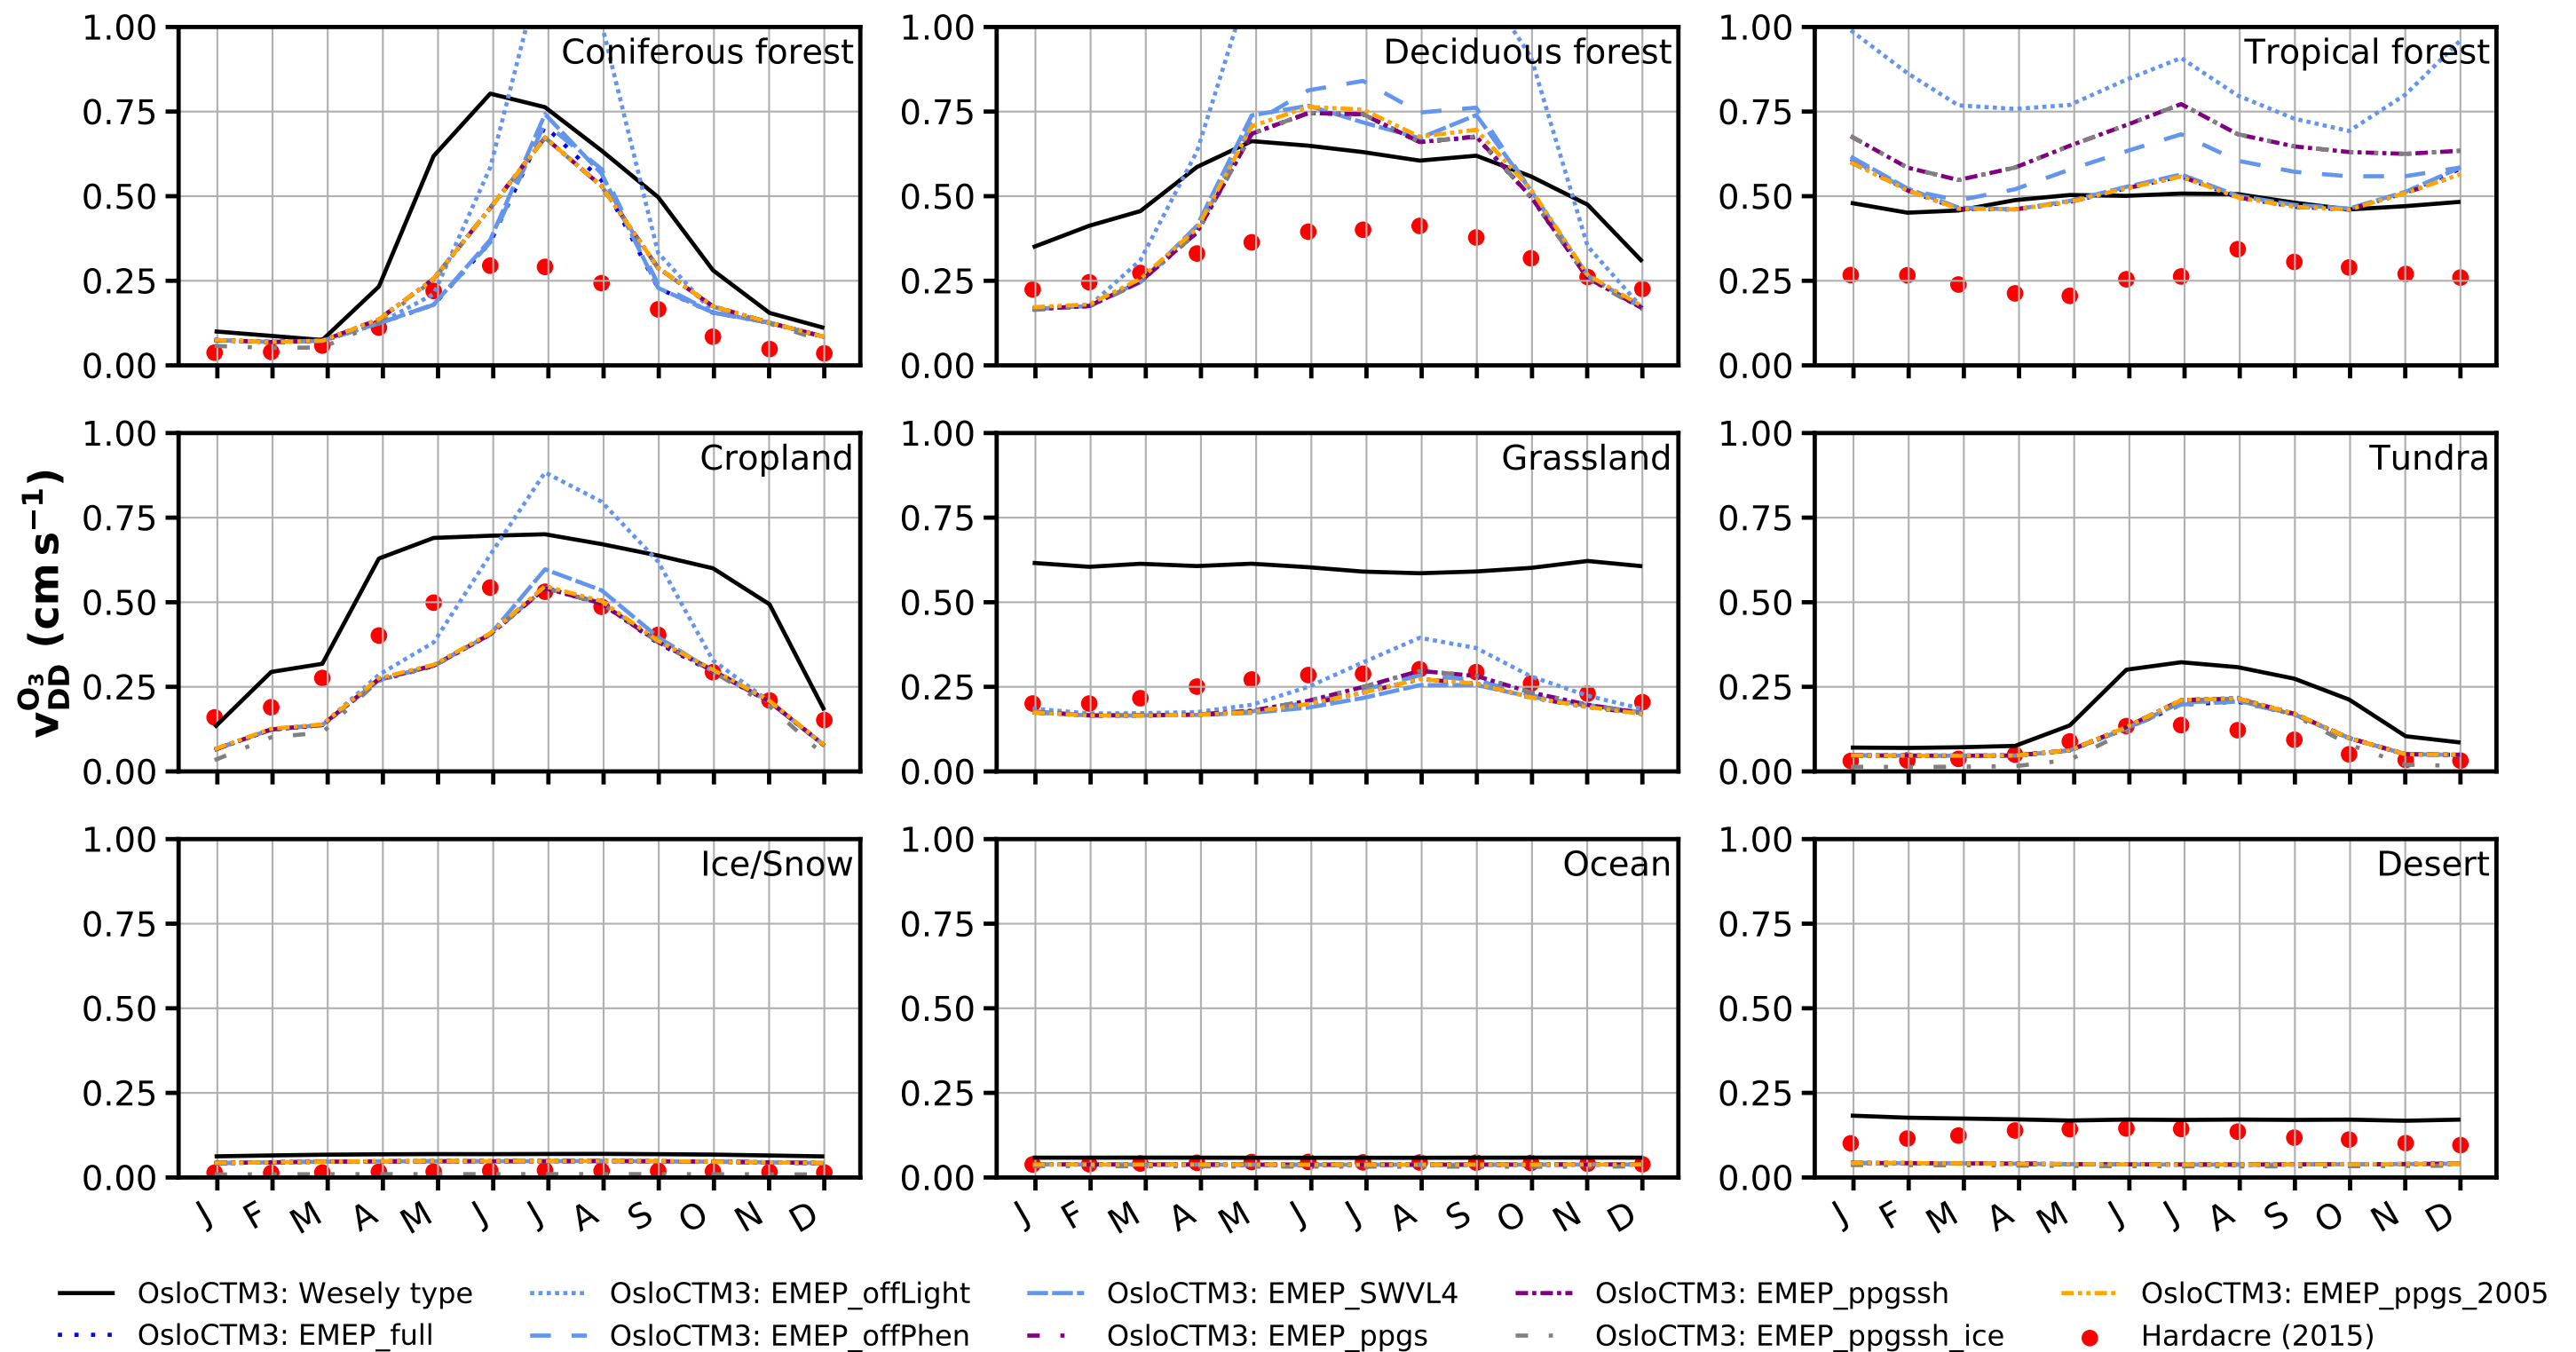 Coniferous forest
1.00
0.75
0.50
0.25
0.00
Deciduous forest
1.00
0.75
0.50
0.25
0.00
Tropical forest
1.00
0.75
0.50
0.25
0.00
v_DD^O3 (cm s⁻¹)
Cropland
1.00
0.75
0.50
0.25
0.00
Grassland
1.00
0.75
0.50
0.25
0.00
Tundra
1.00
0.75
0.50
0.25
0.00
Ice/Snow
1.00
0.75
0.50
0.25
0.00
J F M A M J J A S O N D
Ocean
1.00
0.75
0.50
0.25
0.00
J F M A M J J A S O N D
Desert
1.00
0.75
0.50
0.25
0.00
J F M A M J J A S O N D
OsloCTM3: Wesely type
OsloCTM3: EMEP_full
OsloCTM3: EMEP_offLight
OsloCTM3: EMEP_offPhen
OsloCTM3: EMEP_SWVL4
OsloCTM3: EMEP_ppgs
OsloCTM3: EMEP_ppgssh
OsloCTM3: EMEP_ppgssh_ice
OsloCTM3: EMEP_ppgs_2005
Hardacre (2015)